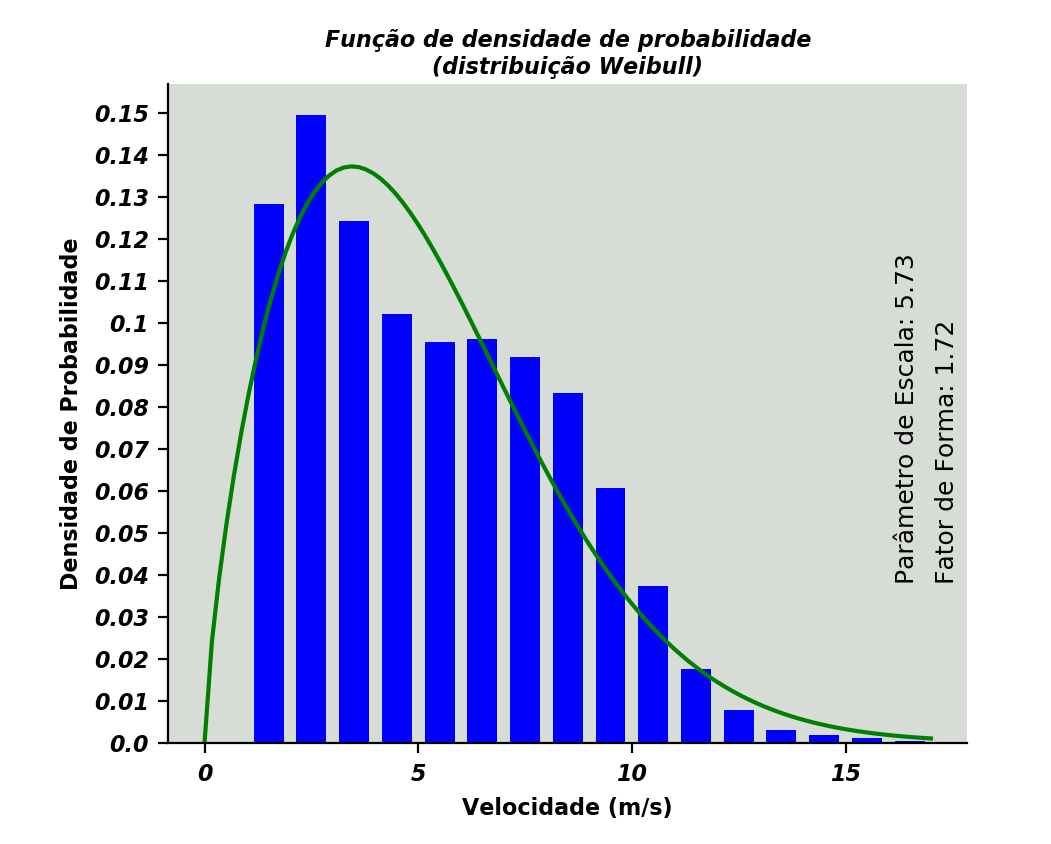 Função de densidade de probabilidade
(distribuição Weibull)
0.15
0.14
0.13
0.12
0.11
0.1
0.09
0.08
0.07
0.06
0.05
0.04
0.03
0.02
0.01
0.0
Densidade de Probabilidade
0 5 10 15
Velocidade (m/s)
Parâmetro de Escala: 5.73
Fator de Forma: 1.72